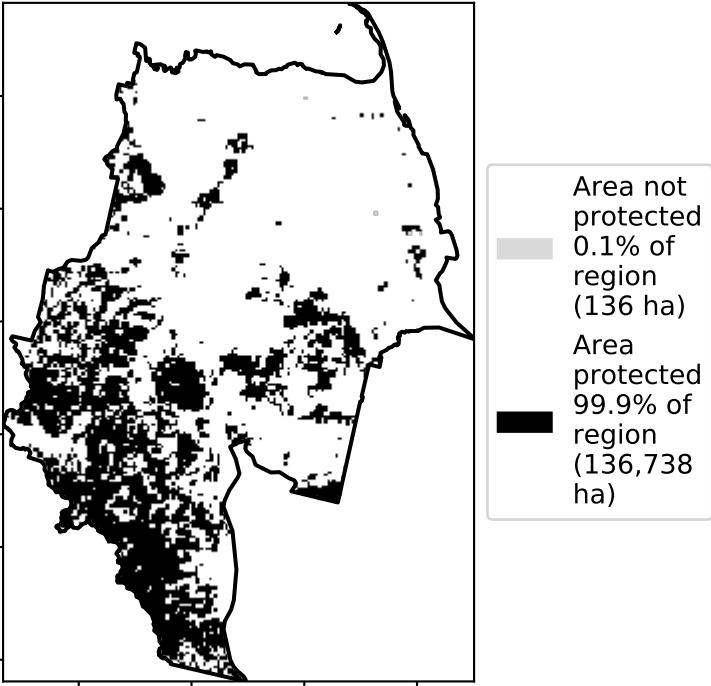 Area not
protected
0.1% of
region
(136 ha)
Area
protected
99.9% of
region
(136,738
ha)